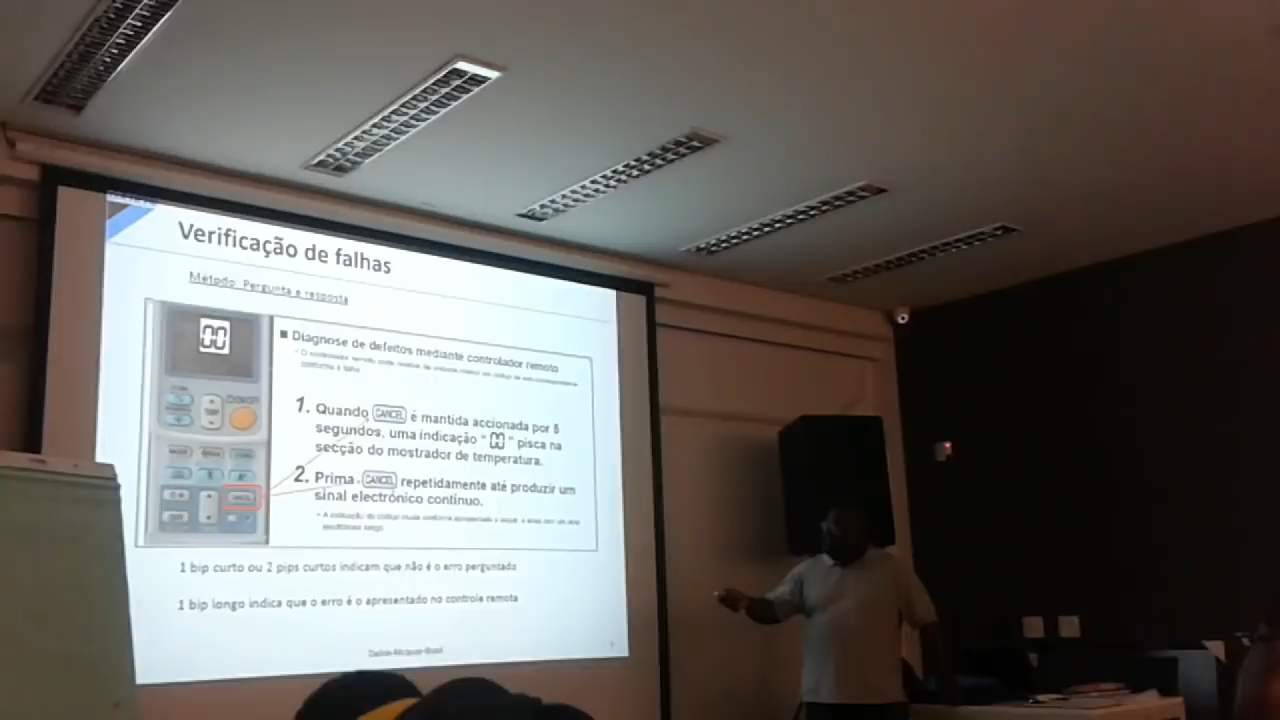 Verificação de falhas
Método Pergunta e resposta
00
■ Diagnose de defeitos mediante controlador remoto
conforme a falha
1. Quando CANCEL é mantida accionada por 5
segundos, uma indicação " 00 " pisca na
secção do mostrador de temperatura.
2. Prima CANCEL repetidamente até produzir um
sinal electrónico contínuo.
CANCEL
1 bip curto ou 2 pips curtos indicam que não é o erro perguntado
1 bip longo indica que o erro é o apresentado no controle remoto